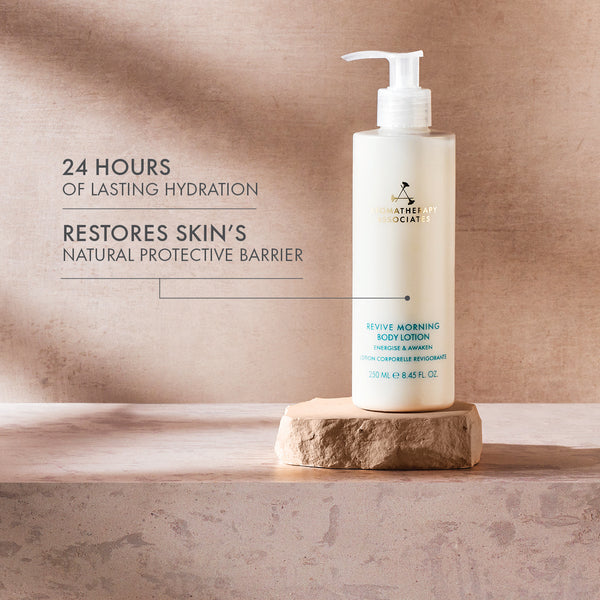 24 HOURS
OF LASTING HYDRATION
RESTORES SKIN'S
NATURAL PROTECTIVE BARRIER
AROMATHERAPY
ASSOCIATES
REVIVE MORNING
BODY LOTION
ENERGISE & AWAKEN
LOTION CORPORELLE REVIGORANTE
250 ML ℮ 8.45 FL. OZ.